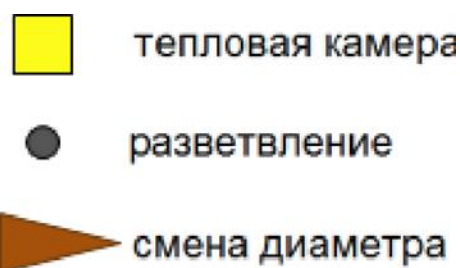 тепловая камера
разветвление
смена диаметра